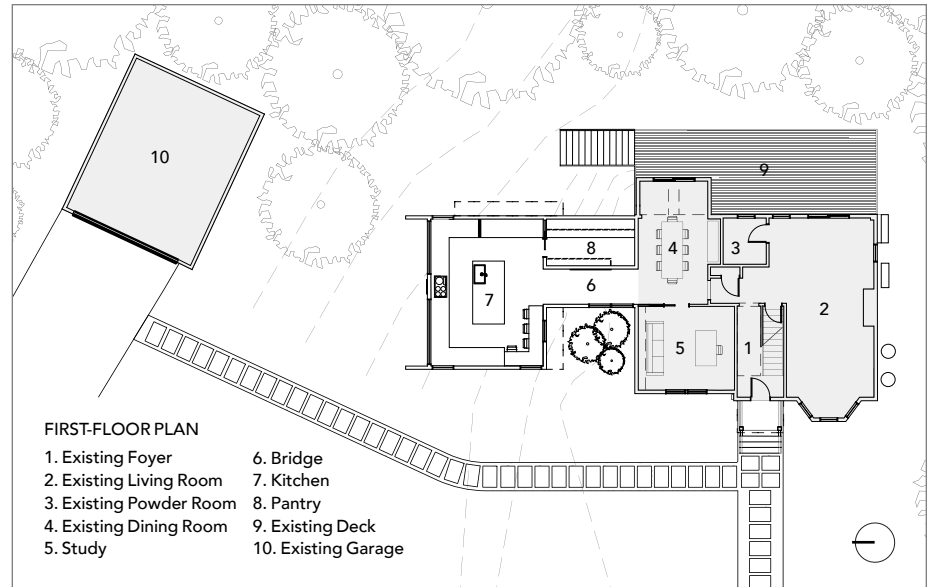 10
9
8
4
3
6
7
2
5
1
FIRST-FLOOR PLAN
1. Existing Foyer
2. Existing Living Room
3. Existing Powder Room
4. Existing Dining Room
5. Study
6. Bridge
7. Kitchen
8. Pantry
9. Existing Deck
10. Existing Garage